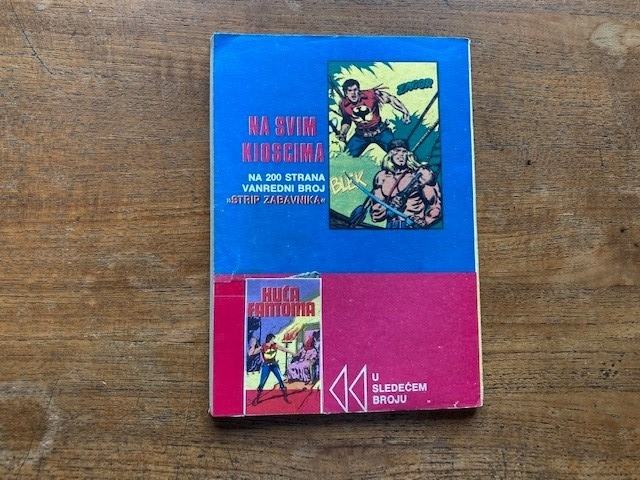 NA SVIM
KIOSCIMA
NA 200 STRANA
VANREDNI BROJ
»STRIP ZABAVNIKA«
ZAGOR
BLEK
KUĆA
FANTOMA
U
SLEDEĆEM
BROJU